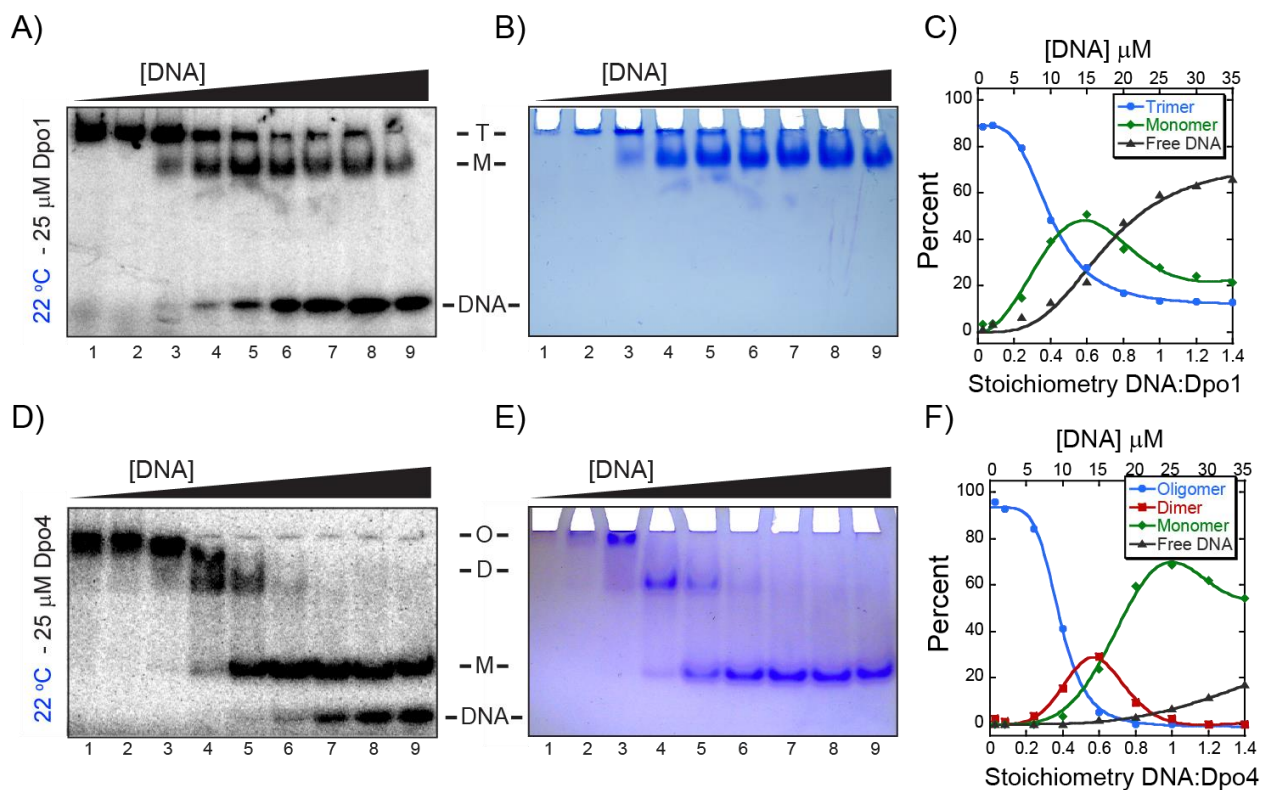 A)
[DNA]
22 ºC - 25 µM Dpo1
1 2 3 4 5 6 7 8 9
- T -
- M -
- DNA -
B)
[DNA]
1 2 3 4 5 6 7 8 9
C)
[DNA] µM
0 5 10 15 20 25 30 35
Trimer
Monomer
Free DNA
Percent
100
80
60
40
20
0
0 0.2 0.4 0.6 0.8 1 1.2 1.4
Stoichiometry DNA:Dpo1
D)
[DNA]
22 ºC - 25 µM Dpo4
1 2 3 4 5 6 7 8 9
- O -
- D -
- M -
- DNA -
E)
[DNA]
1 2 3 4 5 6 7 8 9
F)
[DNA] µM
0 5 10 15 20 25 30 35
Oligomer
Dimer
Monomer
Free DNA
Percent
100
80
60
40
20
0
0 0.2 0.4 0.6 0.8 1 1.2 1.4
Stoichiometry DNA:Dpo4